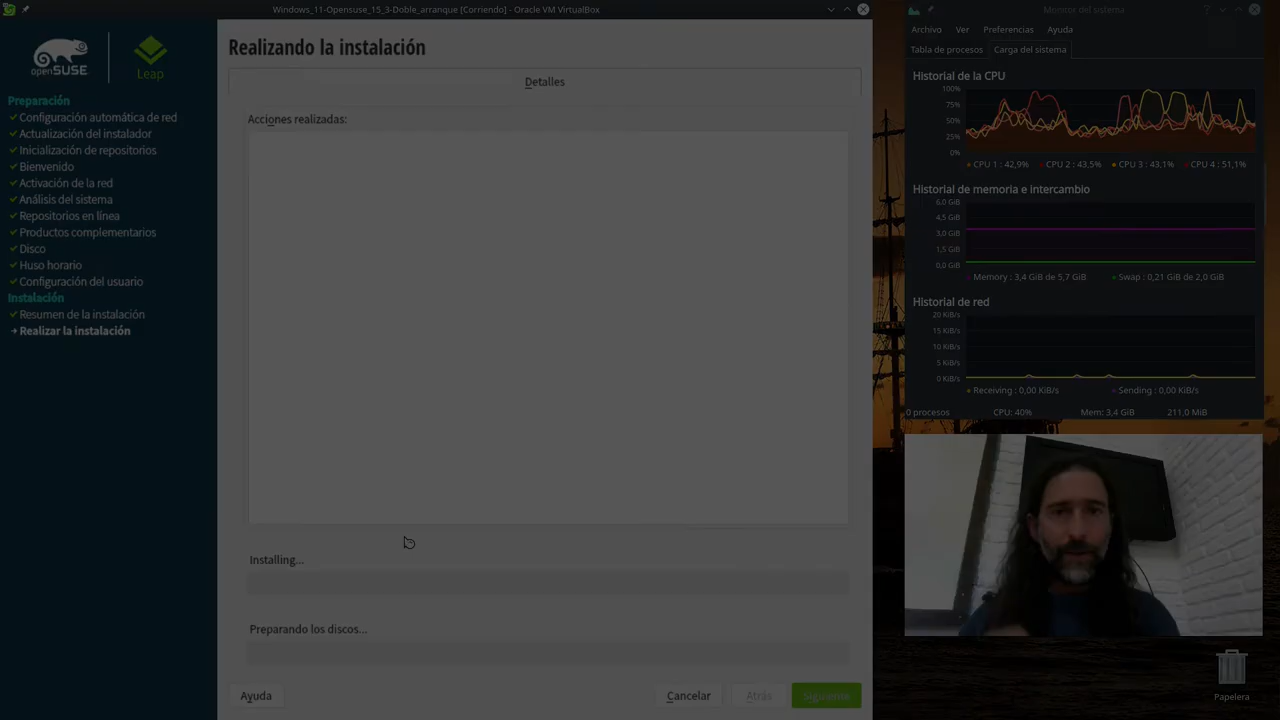 Windows_11-Opensuse_15_3-Doble_arranque [Corriendo] - Oracle VM VirtualBox
openSUSE
Leap
Preparación
Configuración automática de red
Actualización del instalador
Inicialización de repositorios
Bienvenido
Activación de la red
Análisis del sistema
Repositorios en línea
Productos complementarios
Disco
Huso horario
Configuración del usuario
Instalación
Resumen de la instalación
Realizar la instalación
Realizando la instalación
Detalles
Acciones realizadas:
Installing...
Preparando los discos...
Ayuda
Cancelar
Atrás
Siguiente
Monitor del sistema
Archivo Ver Preferencias Ayuda
Tabla de procesos Carga del sistema
Historial de la CPU
100%
75%
50%
25%
0%
CPU 1 : 42,9% CPU 2 : 43,5% CPU 3 : 43,1% CPU 4 : 51,1%
Historial de memoria e intercambio
6,0 GiB
4,5 GiB
3,0 GiB
1,5 GiB
0,0 GiB
Memory : 3,4 GiB de 5,7 GiB Swap : 0,21 GiB de 2,0 GiB
Historial de red
20 KiB/s
15 KiB/s
10 KiB/s
5 KiB/s
0 KiB/s
Receiving : 0,00 KiB/s Sending : 0,00 KiB/s
0 procesos CPU: 40% Mem: 3,4 GiB 211,0 MiB
Papelera